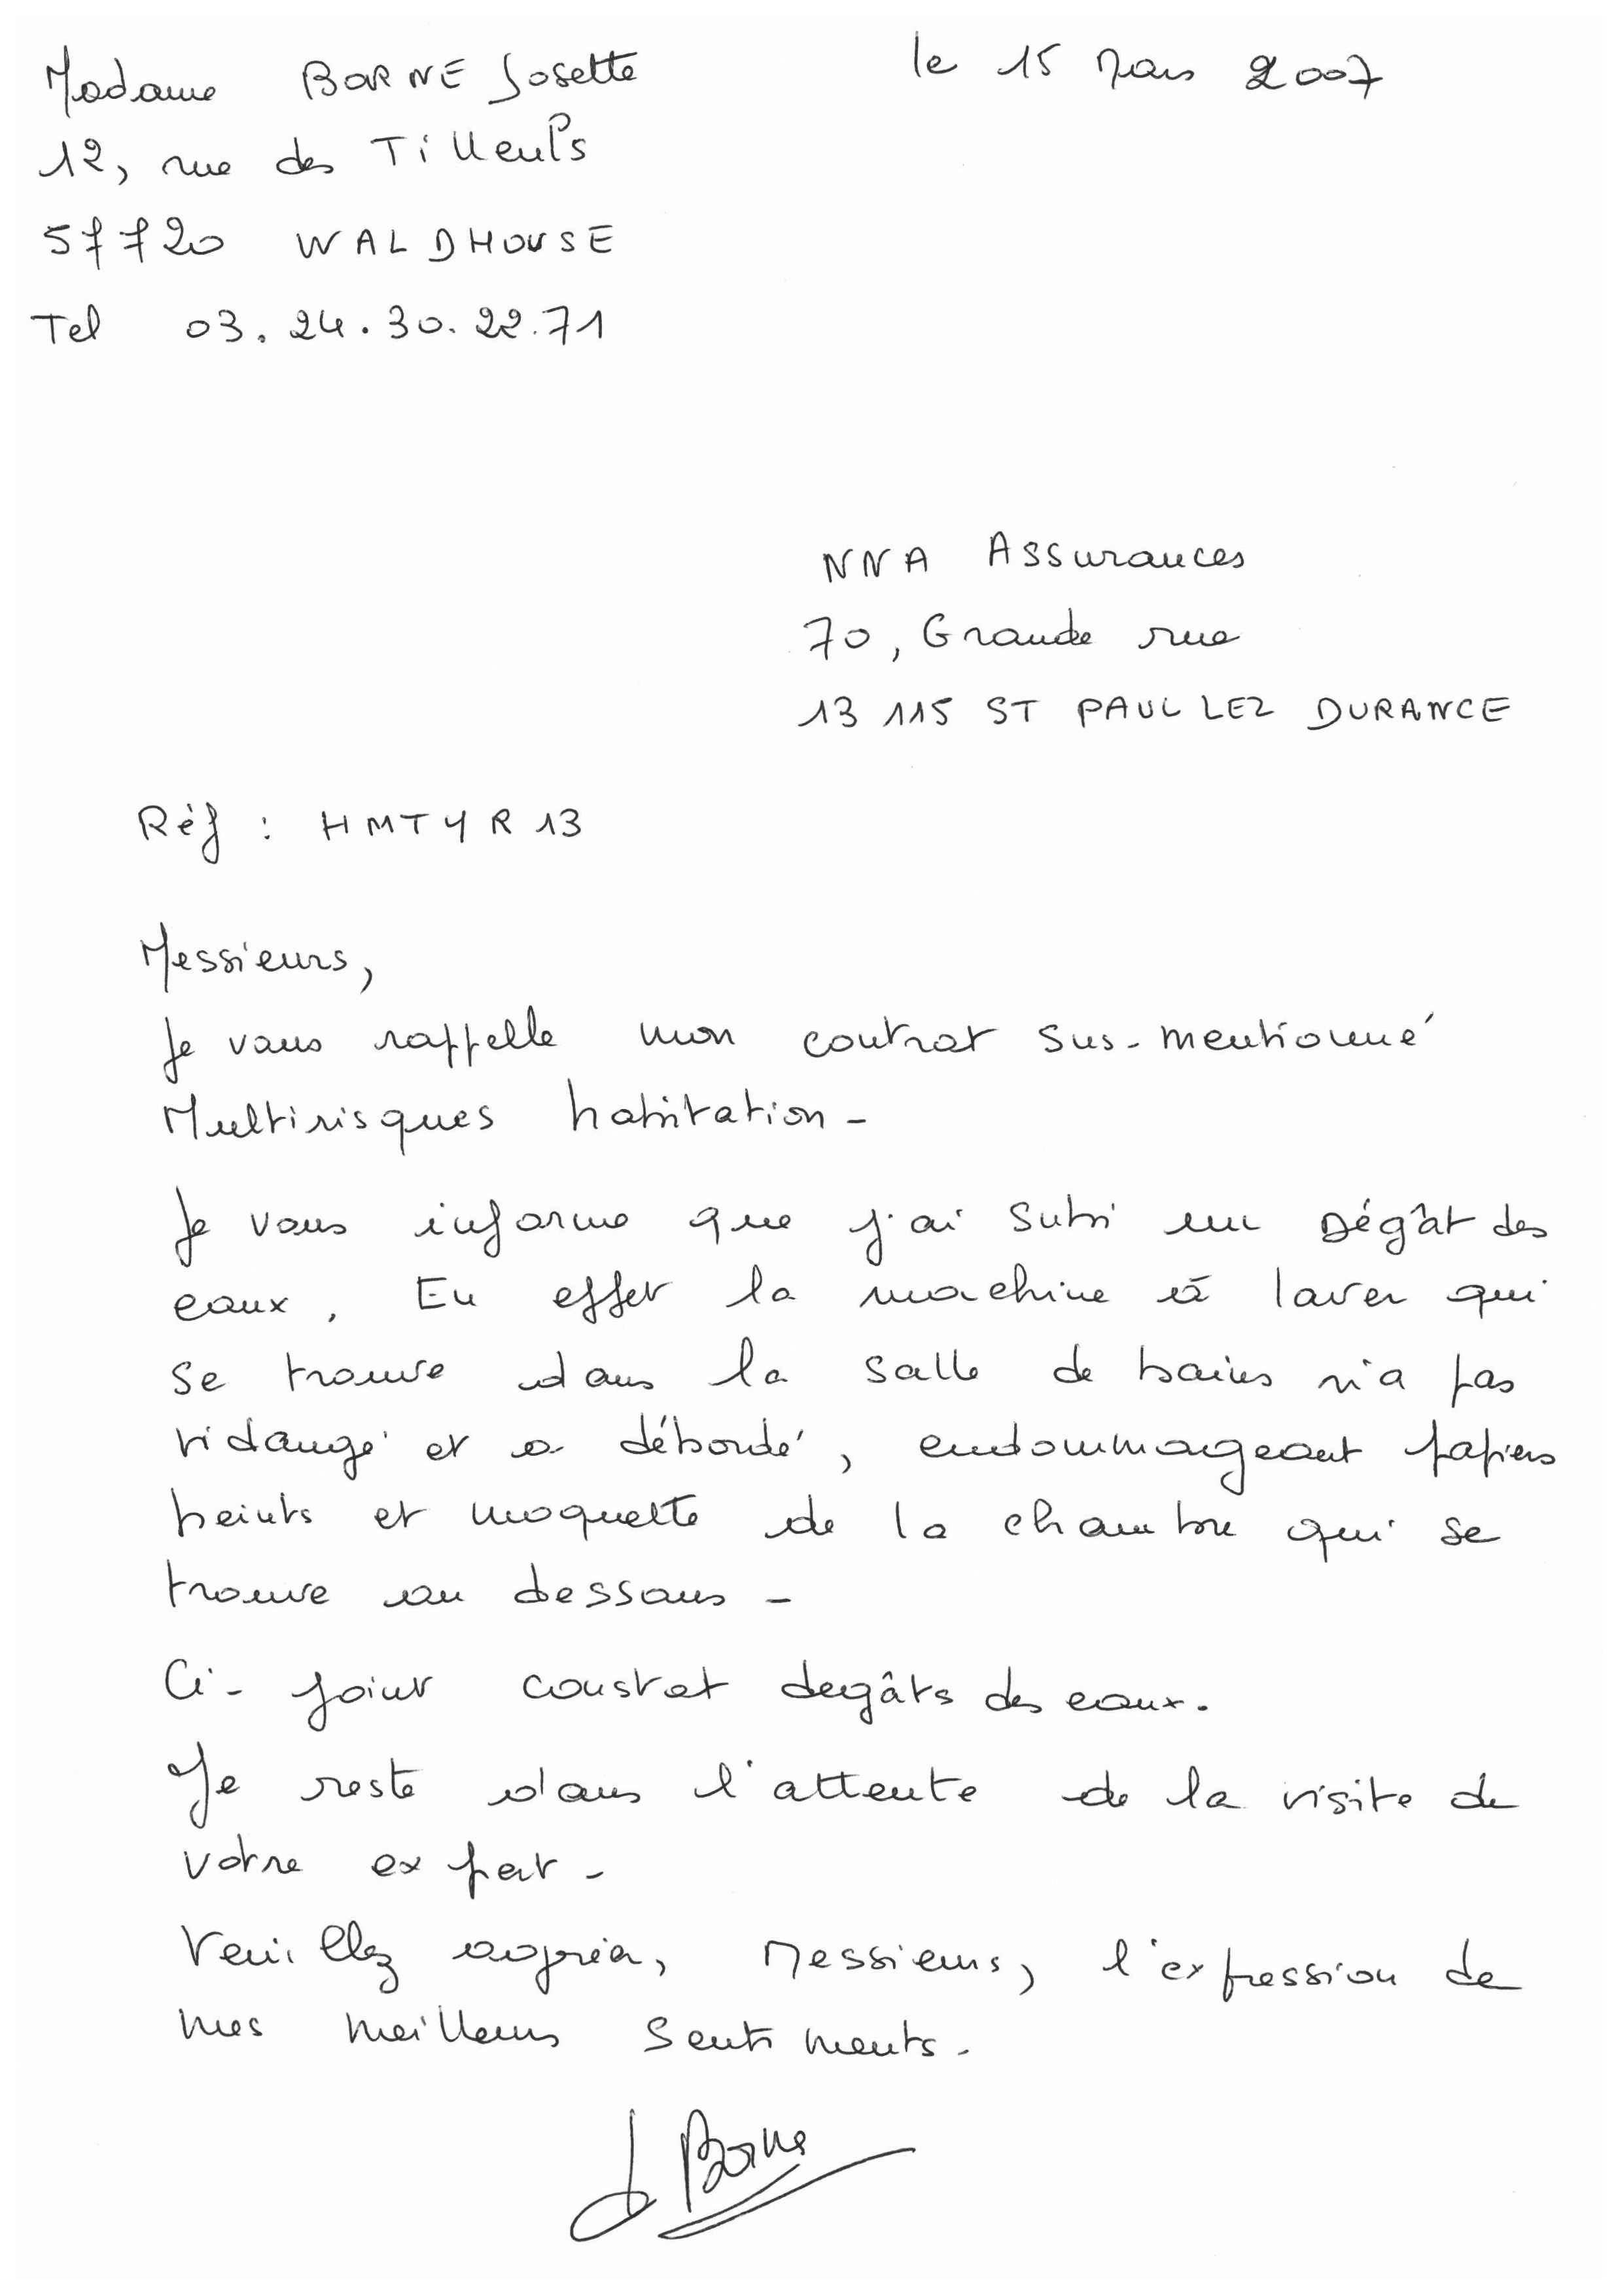 Madame BORNE Josette
le 15 Mars 2007
12, rue des Tilleuls
57720 WALDHOUSE
Tel 03.24.30.22.71
NNA Assurances
70, Grande rue
13 115 ST PAUL LEZ DURANCE
Réf : HMTYR13
Messieurs,
Je vous rappelle mon contrat sus-mentionné
Multirisques habitation-
Je vous informe que j'ai subi un Dégât des
eaux. En effet la machine à laver qui
se trouve dans la salle de bains n'a pas
vidangé et a débordé, endommageant papiers
peints et moquette de la chambre qui se
trouve au dessous-
Ci-joint constat degâts des eaux.
Je reste dans l'attente de la visite de
votre expert-
Veuillez agréer, Messieurs, l'expression de
mes meilleurs sentiments.
J Borne